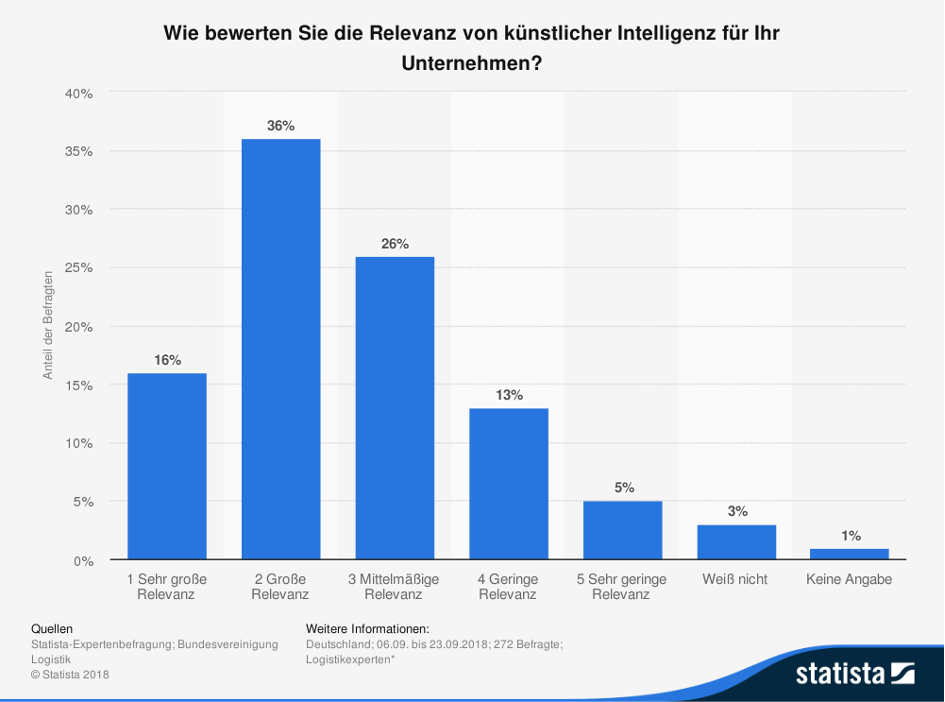 Wie bewerten Sie die Relevanz von künstlicher Intelligenz für Ihr
Unternehmen?
40%
35%
30%
25%
20%
15%
10%
5%
0%
Anteil der Befragten
16%
36%
26%
13%
5%
3%
1%
1 Sehr große
Relevanz
2 Große
Relevanz
3 Mittelmäßige
Relevanz
4 Geringe
Relevanz
5 Sehr geringe
Relevanz
Weiß nicht
Keine Angabe
Quellen
Statista-Expertenbefragung; Bundesvereinigung
Logistik
© Statista 2018
Weitere Informationen:
Deutschland; 06.09. bis 23.09.2018; 272 Befragte;
Logistikexperten*
statista